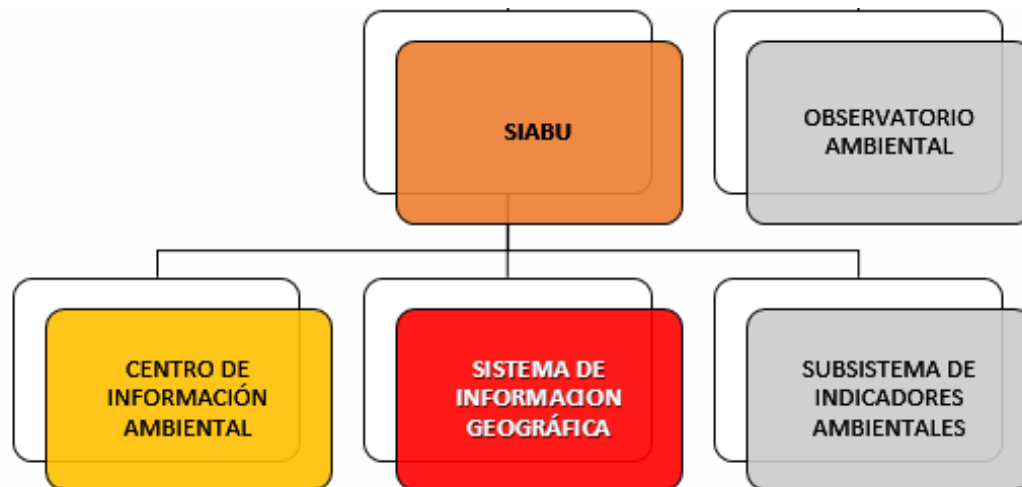 SIABU
OBSERVATORIO
AMBIENTAL
CENTRO DE
INFORMACIÓN
AMBIENTAL
SISTEMA DE
INFORMACION
GEOGRÁFICA
SUBSISTEMA DE
INDICADORES
AMBIENTALES